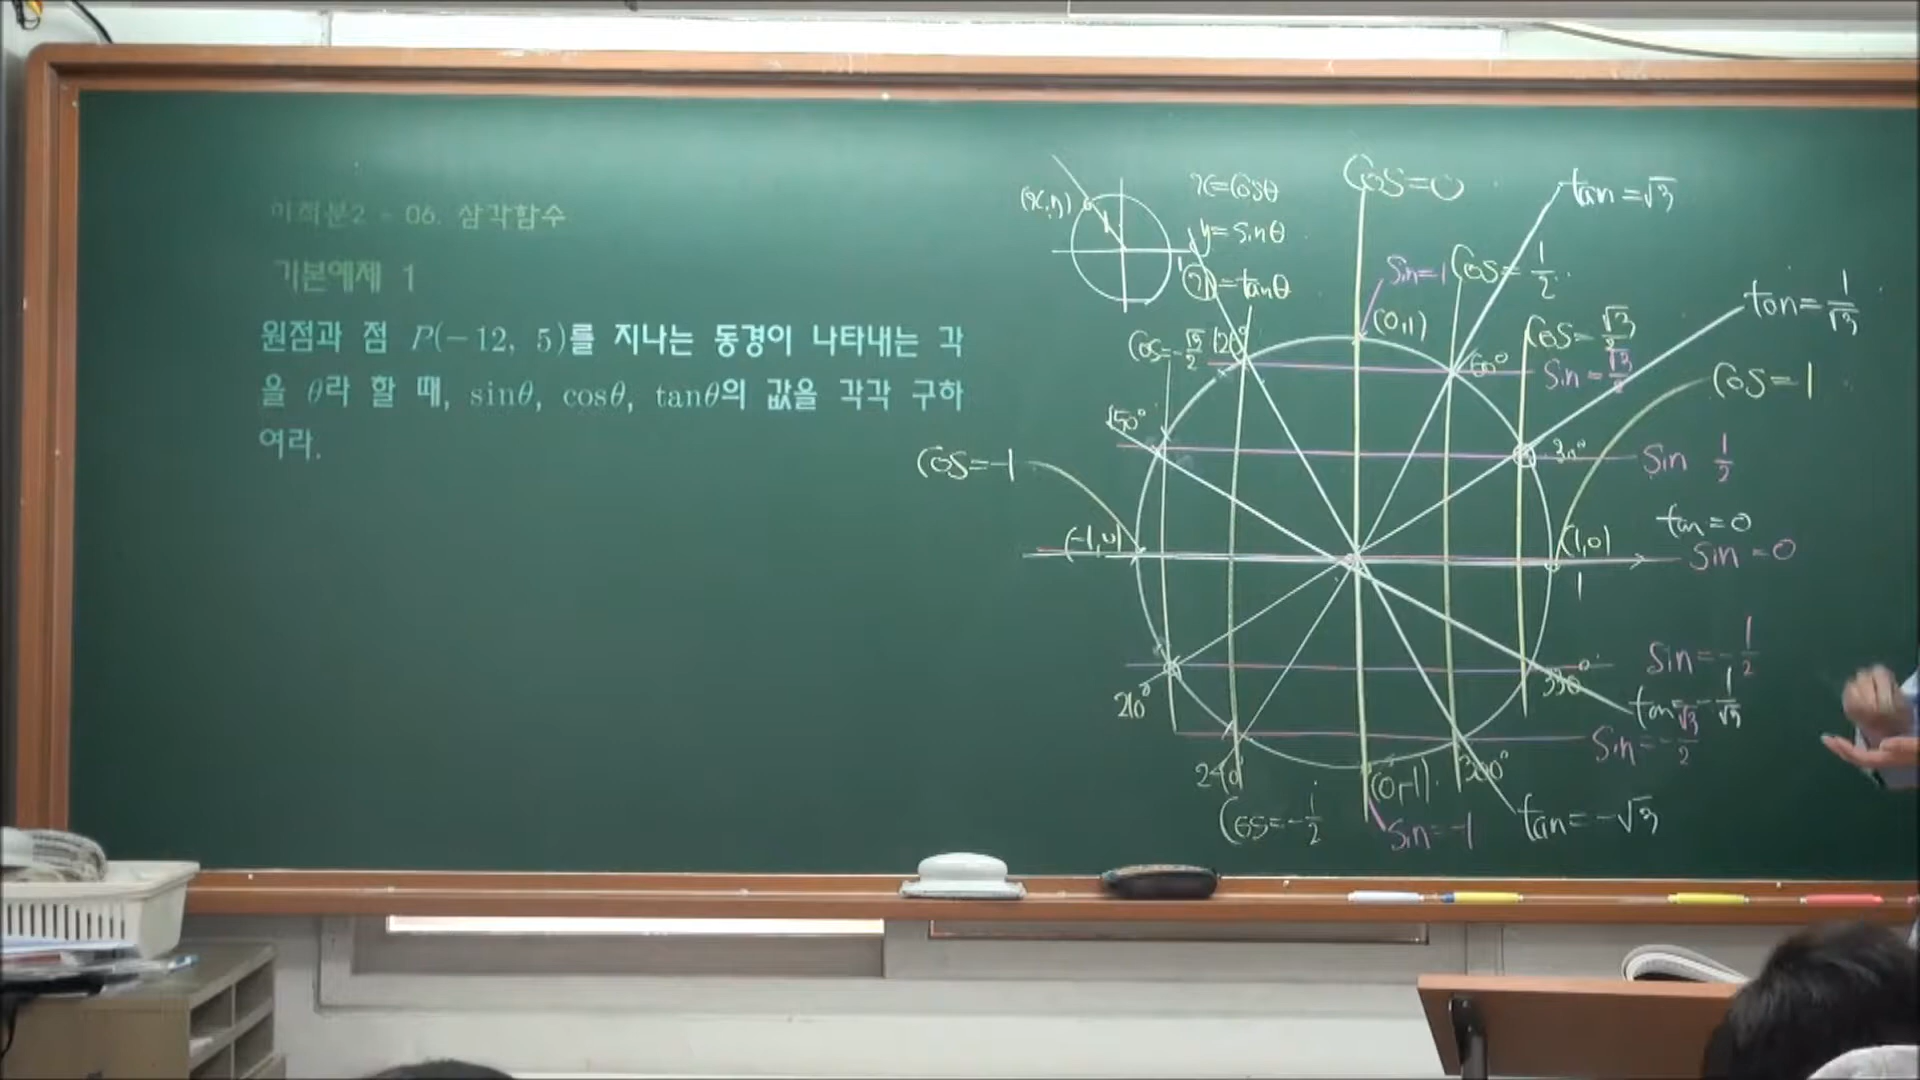 미적분2 - 06. 삼각함수
기본예제 1
원점과 점 P(-12, 5)를 지나는 동경이 나타내는 각
을 θ라 할 때, sinθ, cosθ, tanθ의 값을 각각 구하
여라.
(x,y)
1
x=cosθ
y=sinθ
=tanθ
1
Cos=0
tan=√3
Sin=1
Cos=1/2
(0,1)
tan=1/√3
Cos=√3/2
Cos=-√3/2
120°
60°
Sin=√3/2
Cos=1
150°
30°
Sin 1/2
Cos=-1
tan=0
(-1,0)
(1,0)
Sin=0
1
Sin=-1/2
210°
330°
tan=-1/√3
Sin=-√3/2
240°
(0,-1)
300°
Cos=-1/2
Sin=-1
tan=-√3